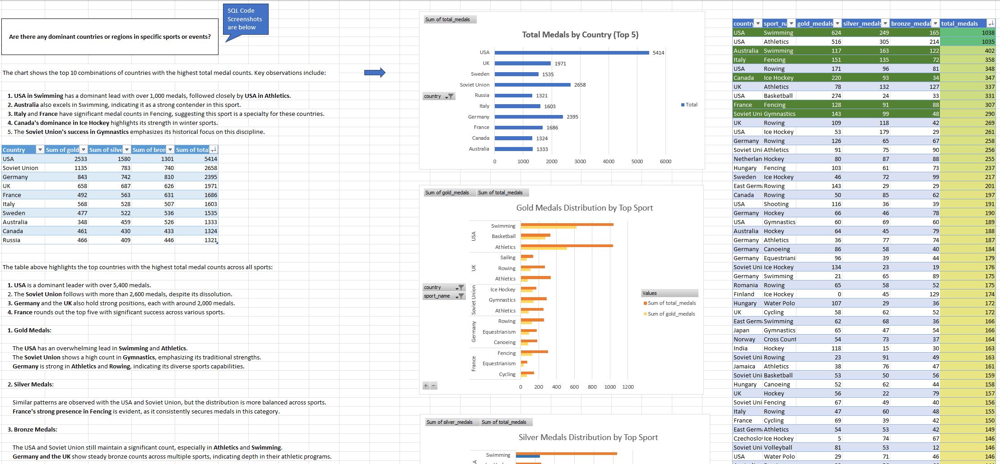 SQL Code
Screenshots
are below
Are there any dominant countries or regions in specific sports or events?
The chart shows the top 10 combinations of countries with the highest total medal counts. Key observations include:
1. USA in Swimming has a dominant lead with over 1,000 medals, followed closely by USA in Athletics.
2. Australia also excels in Swimming, indicating it as a strong contender in this sport.
3. Italy and France have significant medal counts in Fencing, suggesting this sport is a specialty for these countries.
4. Canada's dominance in Ice Hockey highlights its strength in winter sports.
5. The Soviet Union's success in Gymnastics emphasizes its historical focus on this discipline.
Country Sum of gold Sum of silve Sum of bron Sum of tota
USA 2533 1580 1301 5414
Soviet Union 1135 783 740 2658
Germany 843 742 810 2395
UK 658 687 626 1971
France 492 563 631 1686
Italy 568 528 507 1603
Sweden 477 522 536 1535
Australia 348 459 526 1333
Canada 461 430 433 1324
Russia 466 409 446 1321
The table above highlights the top countries with the highest total medal counts across all sports:
1. USA is a dominant leader with over 5,400 medals.
2. The Soviet Union follows with more than 2,600 medals, despite its dissolution.
3. Germany and the UK also hold strong positions, each with around 2,000 medals.
4. France rounds out the top five with significant success across various sports.
1. Gold Medals:
The USA has an overwhelming lead in Swimming and Athletics.
The Soviet Union shows a high count in Gymnastics, emphasizing its traditional strengths.
Germany is strong in Athletics and Rowing, indicating its diverse sports capabilities.
2. Silver Medals:
Similar patterns are observed with the USA and Soviet Union, but the distribution is more balanced across sports.
France's strong presence in Fencing is evident, as it consistently secures medals in this category.
3. Bronze Medals:
The USA and Soviet Union still maintain a significant count, especially in Athletics and Swimming.
Germany and the UK show steady bronze counts across multiple sports, indicating depth in their athletic programs.
Sum of total_medals
Total Medals by Country (Top 5)
USA 5414
UK 1971
Sweden 1535
Soviet Union 2658
country
Russia 1321
Total
Italy 1603
Germany 2395
France 1686
Canada 1324
Australia 1333
0 1000 2000 3000 4000 5000 6000
Sum of gold_medals Sum of total_medals
Gold Medals Distribution by Top Sport
USA
Swimming
Basketball
Athletics
UK
Sailing
Rowing
Athletics
Soviet Union
Ice Hockey
Gymnastics
Athletics
Germany
Rowing
Equestrianism
Canoeing
France
Fencing
Equestrianism
Cycling
country
sport_name
Values
Sum of total_medals
Sum of gold_medals
+ −
0 200 400 600 800 1000 1200
Sum of silver_medals Sum of total_medals
Silver Medals Distribution by Top Sport
Swimming
country sport_na gold_medals silver_medals bronze_medal total_medals
USA Swimming 624 249 165 1038
USA Athletics 516 305 214 1035
Australia Swimming 117 163 122 402
Italy Fencing 151 135 72 358
USA Rowing 171 96 81 348
Canada Ice Hockey 220 93 34 347
UK Athletics 78 132 127 337
USA Basketball 274 24 33 331
France Fencing 128 91 88 307
Soviet Uni Gymnastics 143 99 48 290
UK Rowing 109 118 42 269
USA Ice Hockey 53 179 29 261
Germany Rowing 126 65 67 258
Soviet Uni Athletics 91 75 90 256
Netherlan Hockey 80 87 88 255
Hungary Fencing 103 61 73 237
Sweden Ice Hockey 46 72 99 217
East Germ Rowing 143 29 29 201
Canada Rowing 50 85 62 197
USA Shooting 116 36 39 191
Germany Hockey 66 46 78 190
USA Gymnastics 60 69 60 189
Australia Hockey 64 45 79 188
Germany Athletics 36 77 74 187
Germany Canoeing 86 58 40 184
Germany Equestriani 96 39 44 179
Soviet Uni Ice Hockey 134 23 19 176
Germany Swimming 21 65 89 175
Romania Rowing 65 58 52 175
Finland Ice Hockey 0 45 129 174
Hungary Water Polo 107 29 36 172
UK Cycling 58 62 52 172
East Germ Swimming 62 68 36 166
Japan Gymnastics 65 47 54 166
Norway Cross Count 54 73 37 164
India Hockey 118 15 30 163
Soviet Uni Rowing 23 91 49 163
Jamaica Athletics 38 76 47 161
Soviet Uni Basketball 53 50 56 159
Hungary Canoeing 52 62 44 158
UK Hockey 56 22 79 157
Soviet Uni Fencing 67 49 40 156
Italy Rowing 47 60 48 155
France Cycling 69 39 42 150
East Germ Athletics 54 53 42 149
Czechoslov Ice Hockey 5 74 67 146
Soviet Uni Volleyball 81 53 12 146
USA Water Polo 29 71 46 146